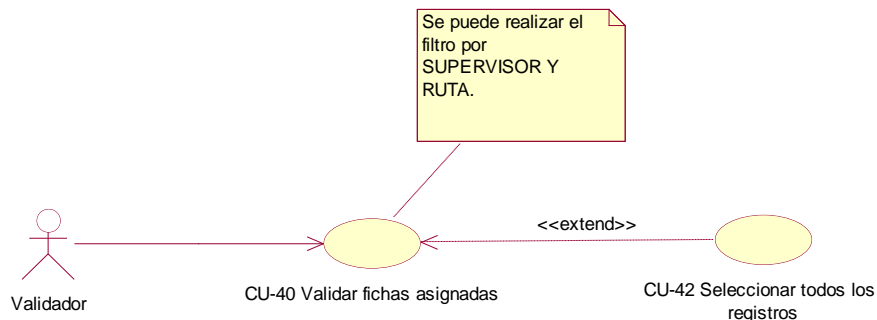 Se puede realizar el
filtro por
SUPERVISOR Y
RUTA.
<<extend>>
Validador
CU-40 Validar fichas asignadas
CU-42 Seleccionar todos los
registros